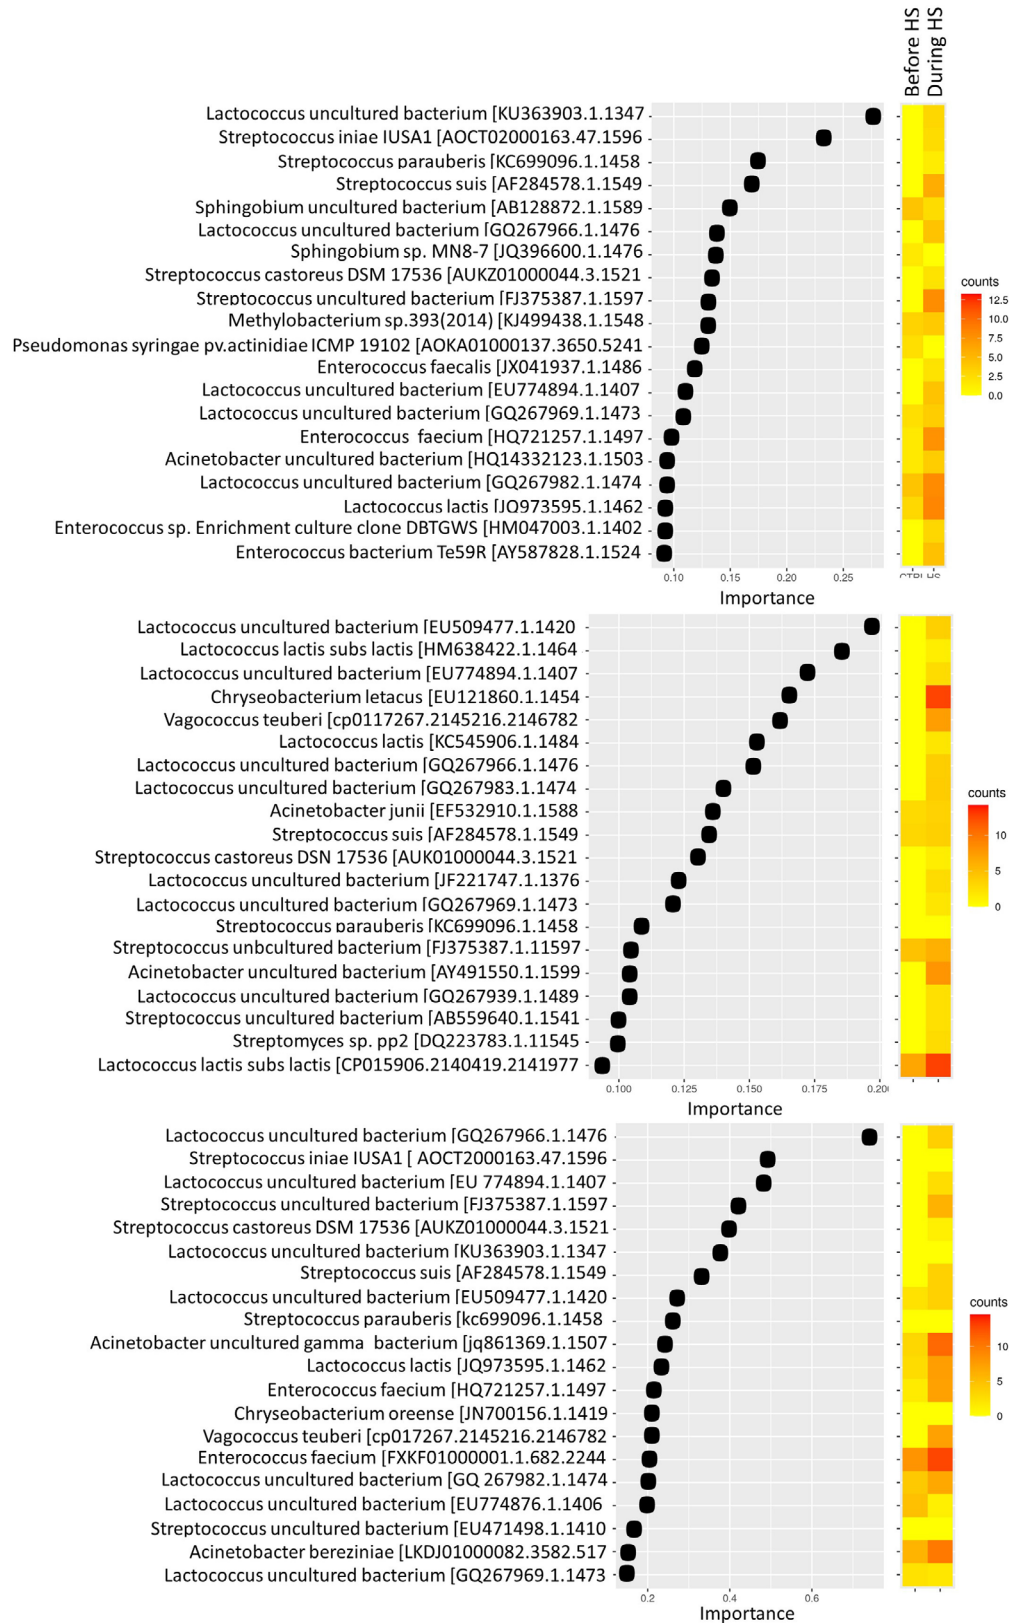 Before HS
During HS
Lactococcus uncultured bacterium [KU363903.1.1347
Streptococcus iniae IUSA1 [AOCT02000163.47.1596
Streptococcus parauberis [KC699096.1.1458
Streptococcus suis [AF284578.1.1549
Sphingobium uncultured bacterium [AB128872.1.1589
Lactococcus uncultured bacterium [GQ267966.1.1476
Sphingobium sp. MN8-7 [JQ396600.1.1476
Streptococcus castoreus DSM 17536 [AUKZ01000044.3.1521
Streptococcus uncultured bacterium [FJ375387.1.1597
Methylobacterium sp.393(2014) [KJ499438.1.1548
Pseudomonas syringae pv.actinidiae ICMP 19102 [AOKA01000137.3650.5241
Enterococcus faecalis [JX041937.1.1486
Lactococcus uncultured bacterium [EU774894.1.1407
Lactococcus uncultured bacterium [GQ267969.1.1473
Enterococcus faecium [HQ721257.1.1497
Acinetobacter uncultured bacterium [HQ14332123.1.1503
Lactococcus uncultured bacterium [GQ267982.1.1474
Lactococcus lactis [JQ973595.1.1462
Enterococcus sp. Enrichment culture clone DBTGWS [HM047003.1.1402
Enterococcus bacterium Te59R [AY587828.1.1524
counts
12.5
10.0
7.5
5.0
2.5
0.0
0.10 0.15 0.20 0.25
CTRL HS
Importance
Lactococcus uncultured bacterium [EU509477.1.1420
Lactococcus lactis subs lactis [HM638422.1.1464
Lactococcus uncultured bacterium [EU774894.1.1407
Chryseobacterium letacus [EU121860.1.1454
Vagococcus teuberi [cp0117267.2145216.2146782
Lactococcus lactis [KC545906.1.1484
Lactococcus uncultured bacterium [GQ267966.1.1476
Lactococcus uncultured bacterium [GQ267983.1.1474
Acinetobacter junii [EF532910.1.1588
Streptococcus suis [AF284578.1.1549
Streptococcus castoreus DSN 17536 [AUK01000044.3.1521
Lactococcus uncultured bacterium [JF221747.1.1376
Lactococcus uncultured bacterium [GQ267969.1.1473
Streptococcus parauberis [KC699096.1.1458
Streptococcus unbcultured bacterium [FJ375387.1.11597
Acinetobacter uncultured bacterium [AY491550.1.1599
Lactococcus uncultured bacterium [GQ267939.1.1489
Streptococcus uncultured bacterium [AB559640.1.1541
Streptomyces sp. pp2 [DQ223783.1.11545
Lactococcus lactis subs lactis [CP015906.2140419.2141977
counts
10
5
0
0.100 0.125 0.150 0.175 0.20
Importance
Lactococcus uncultured bacterium [GQ267966.1.1476
Streptococcus iniae IUSA1 [ AOCT2000163.47.1596
Lactococcus uncultured bacterium [EU 774894.1.1407
Streptococcus uncultured bacterium [FJ375387.1.1597
Streptococcus castoreus DSM 17536 [AUKZ01000044.3.1521
Lactococcus uncultured bacterium [KU363903.1.1347
Streptococcus suis [AF284578.1.1549
Lactococcus uncultured bacterium [EU509477.1.1420
Streptococcus parauberis [kc699096.1.1458
Acinetobacter uncultured gamma bacterium [jq861369.1.1507
Lactococcus lactis [JQ973595.1.1462
Enterococcus faecium [HQ721257.1.1497
Chryseobacterium oreense [JN700156.1.1419
Vagococcus teuberi [cp017267.2145216.2146782
Enterococcus faecium [FXKF01000001.1.682.2244
Lactococcus uncultured bacterium [GQ 267982.1.1474
Lactococcus uncultured bacterium [EU774876.1.1406
Streptococcus uncultured bacterium [EU471498.1.1410
Acinetobacter bereziniae [LKDJ01000082.3582.517
Lactococcus uncultured bacterium [GQ267969.1.1473
counts
10
5
0
0.2 0.4 0.6
Importance